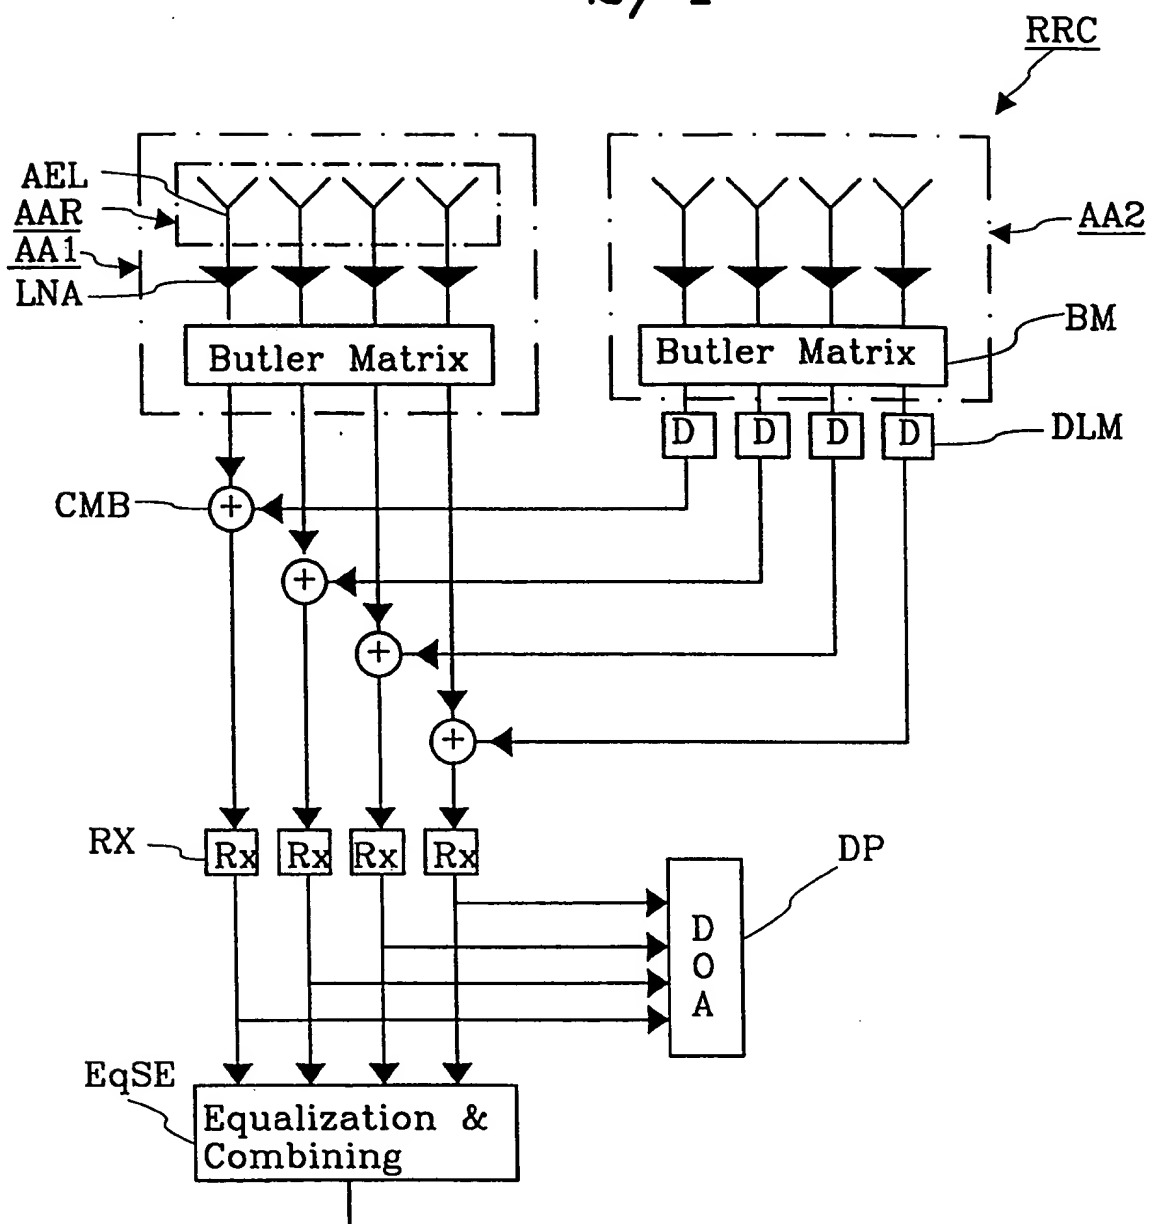 RRC
AEL
AAR
AA1
LNA
AA2
BM
Butler Matrix
Butler Matrix
D D D D
DLM
CMB
+
+
+
+
RX
Rx Rx Rx Rx
DP
D
O
A
EqSE
Equalization &
Combining